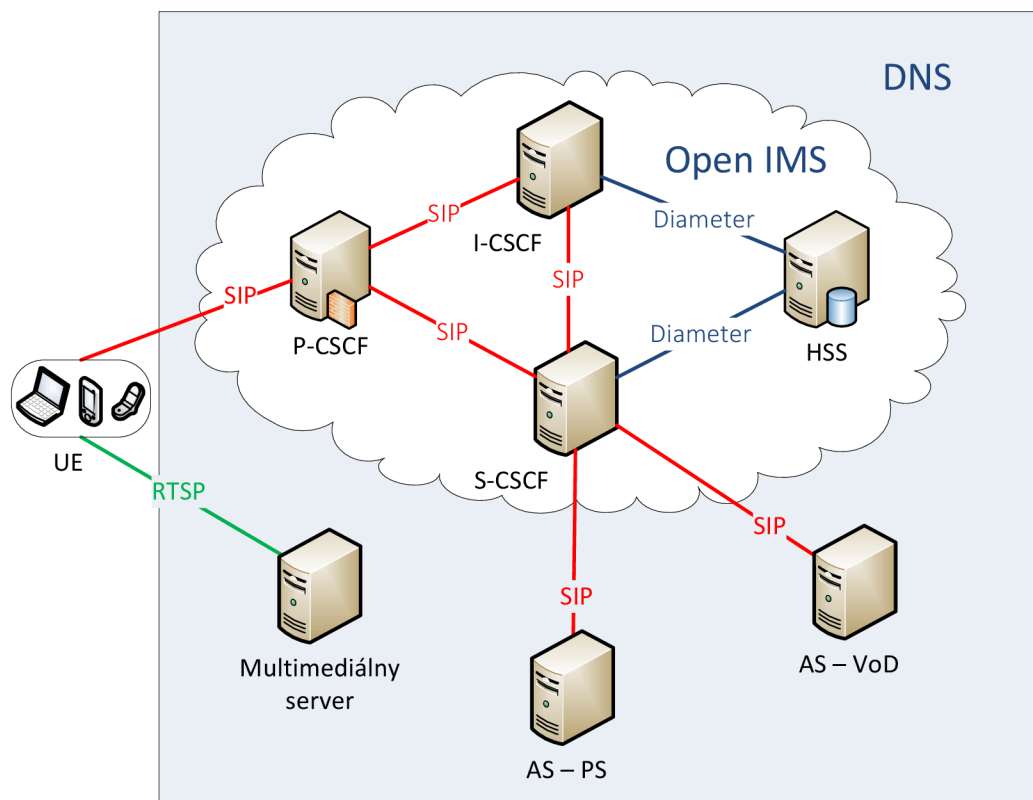 DNS
Open IMS
SIP
I-CSCF
Diameter
SIP
P-CSCF
SIP
SIP
Diameter
HSS
UE
S-CSCF
RTSP
SIP
SIP
Multimediálny
server
AS – VoD
AS – PS